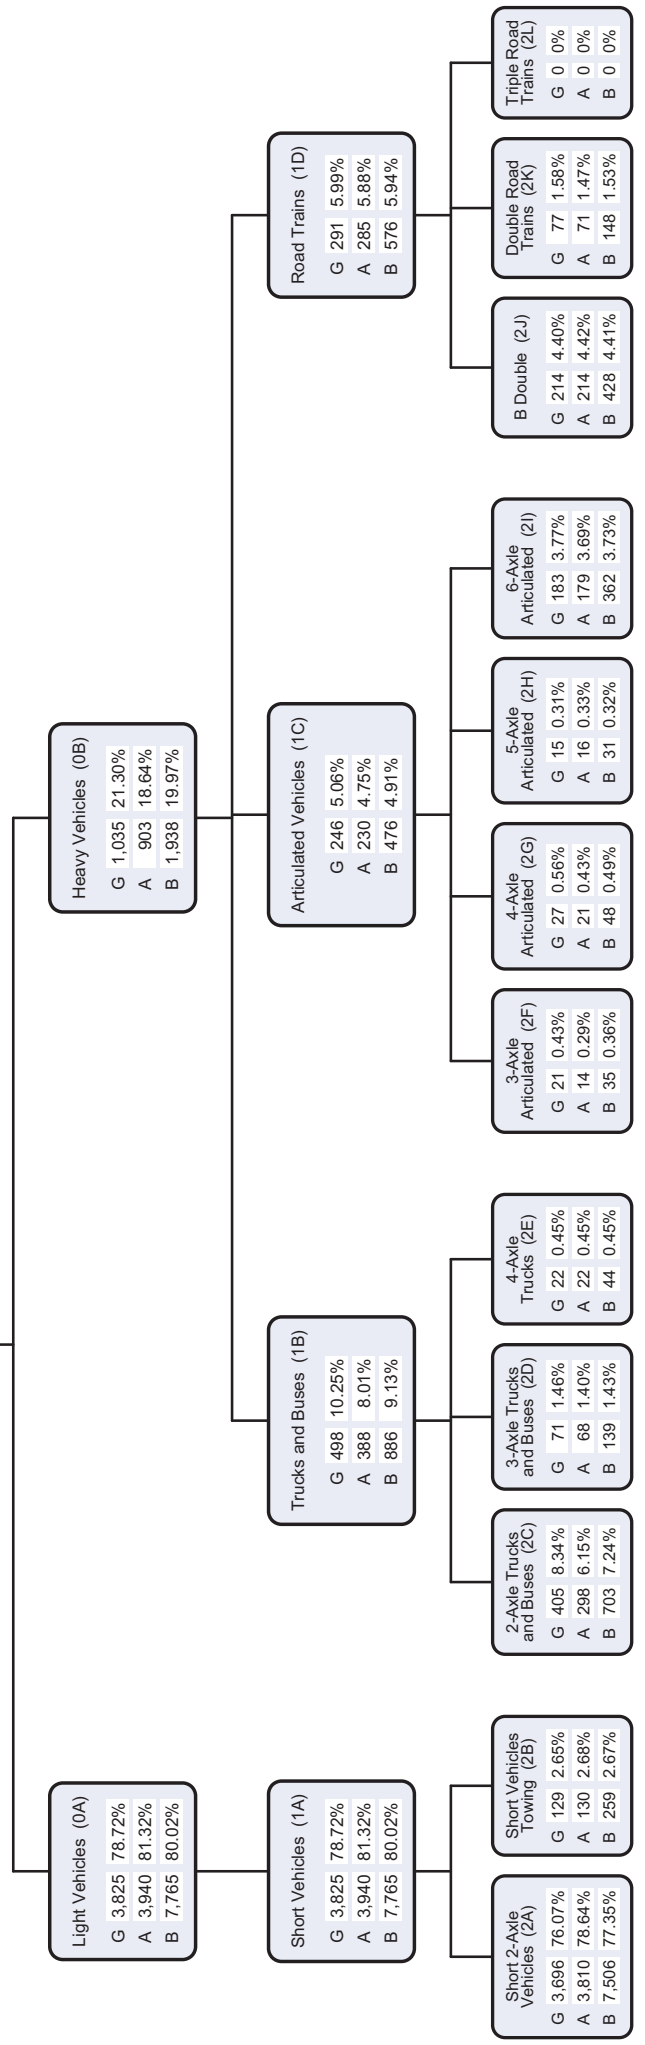 Light Vehicles (0A)
G 3,825 78.72%
A 3,940 81.32%
B 7,765 80.02%
Heavy Vehicles (0B)
G 1,035 21.30%
A 903 18.64%
B 1,938 19.97%
Short Vehicles (1A)
G 3,825 78.72%
A 3,940 81.32%
B 7,765 80.02%
Trucks and Buses (1B)
G 498 10.25%
A 388 8.01%
B 886 9.13%
Articulated Vehicles (1C)
G 246 5.06%
A 230 4.75%
B 476 4.91%
Road Trains (1D)
G 291 5.99%
A 285 5.88%
B 576 5.94%
Short 2-Axle
Vehicles (2A)
G 3,696 76.07%
A 3,810 78.64%
B 7,506 77.35%
Short Vehicles
Towing (2B)
G 129 2.65%
A 130 2.68%
B 259 2.67%
2-Axle Trucks
and Buses (2C)
G 405 8.34%
A 298 6.15%
B 703 7.24%
3-Axle Trucks
and Buses (2D)
G 71 1.46%
A 68 1.40%
B 139 1.43%
4-Axle
Trucks (2E)
G 22 0.45%
A 22 0.45%
B 44 0.45%
3-Axle
Articulated (2F)
G 21 0.43%
A 14 0.29%
B 35 0.36%
4-Axle
Articulated (2G)
G 27 0.56%
A 21 0.43%
B 48 0.49%
5-Axle
Articulated (2H)
G 15 0.31%
A 16 0.33%
B 31 0.32%
6-Axle
Articulated (2I)
G 183 3.77%
A 179 3.69%
B 362 3.73%
B Double (2J)
G 214 4.40%
A 214 4.42%
B 428 4.41%
Double Road
Trains (2K)
G 77 1.58%
A 71 1.47%
B 148 1.53%
Triple Road
Trains (2L)
G 0 0%
A 0 0%
B 0 0%